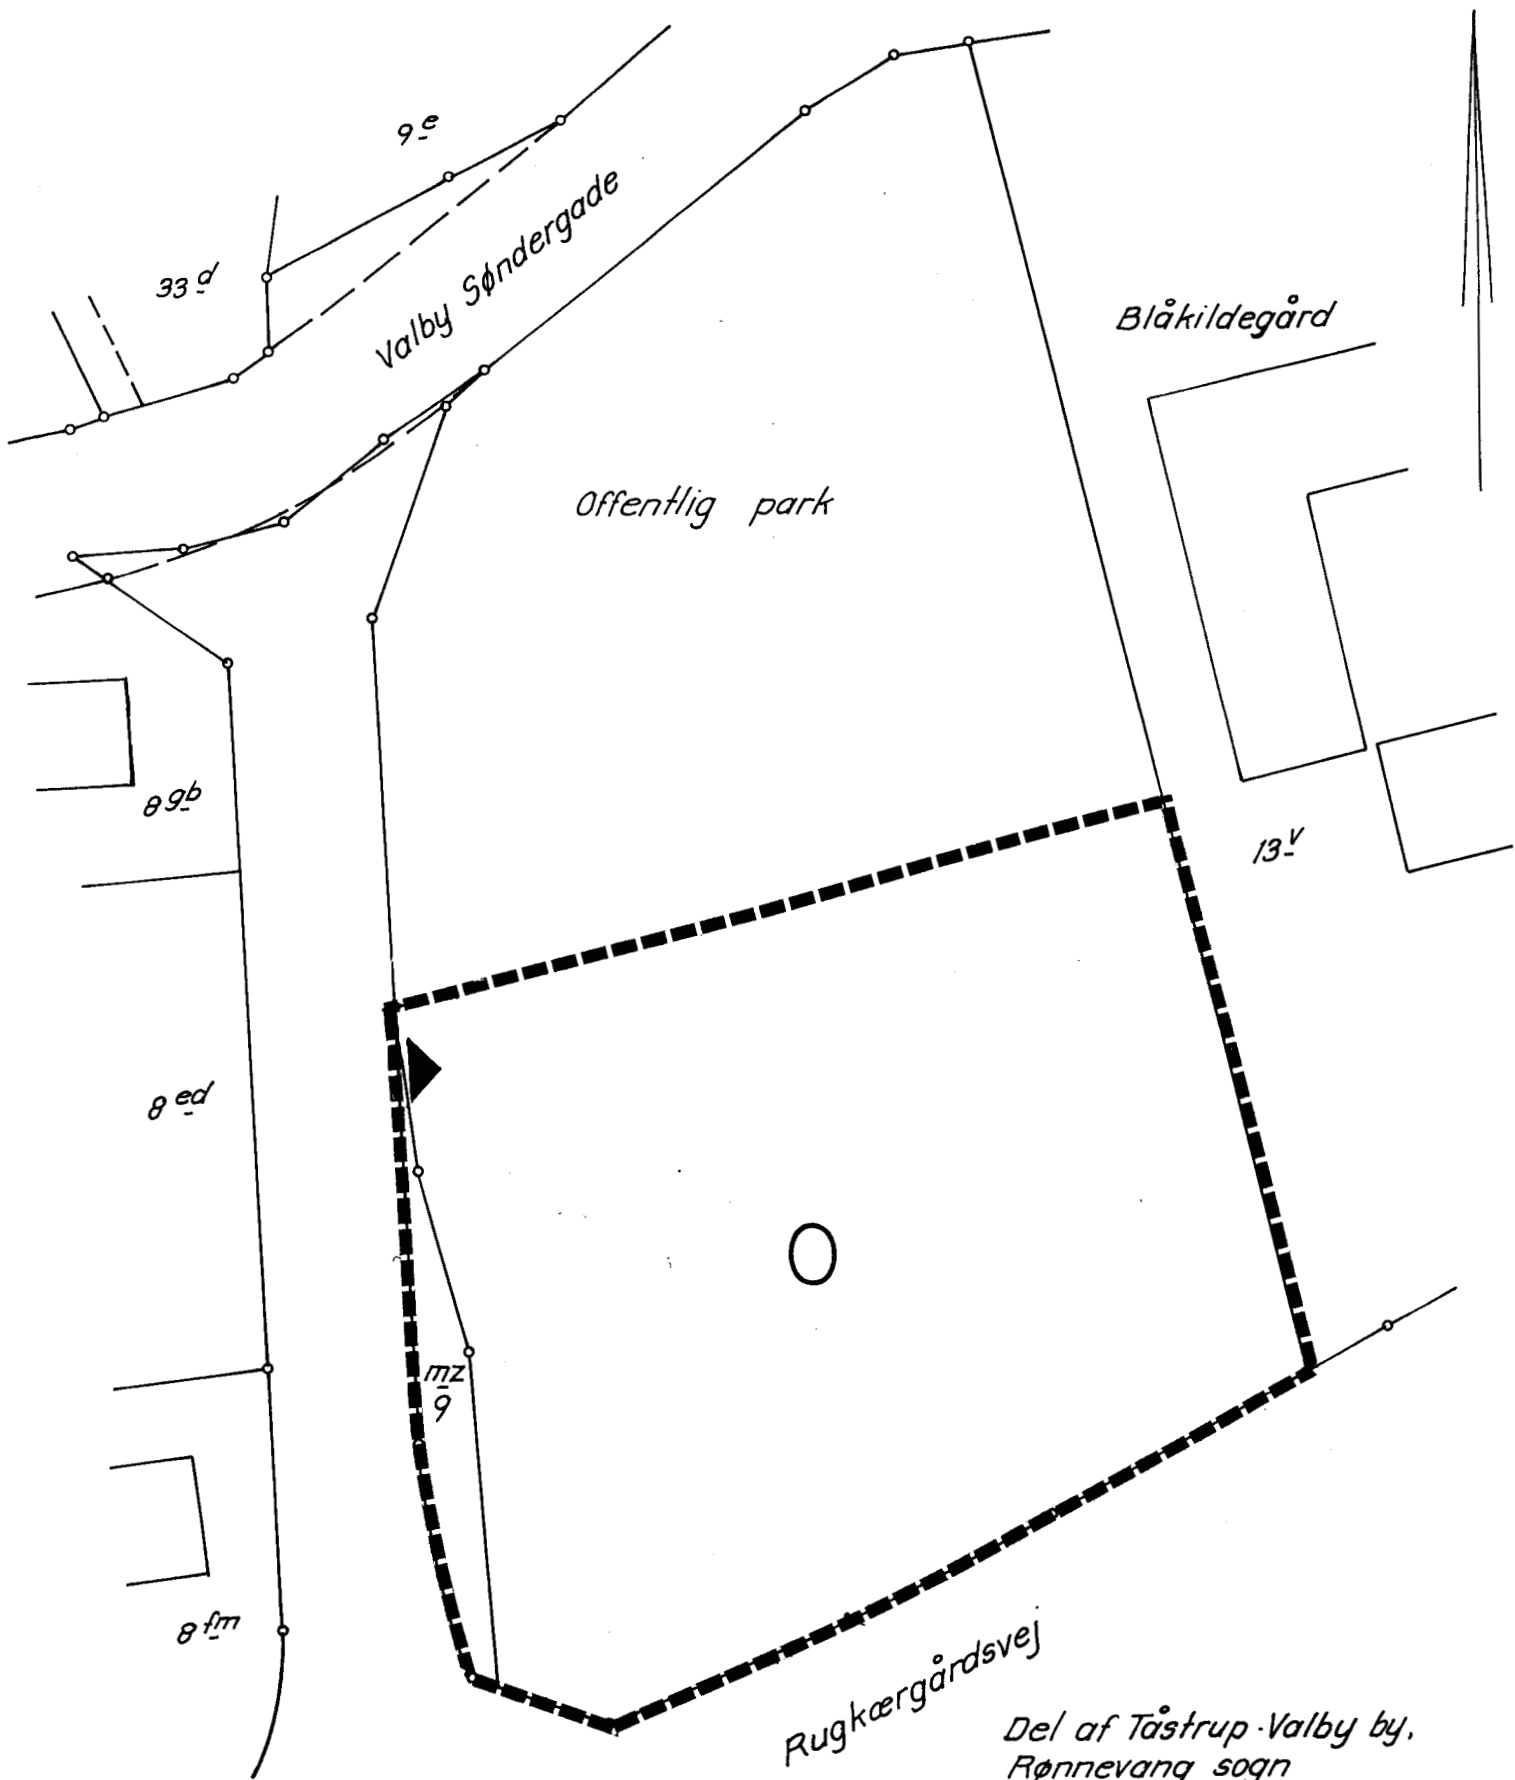 9e
33d
Valby Søndergade
Blåkildegård
Offentlig park
8gb
13v
8ed
O
mz
9
8fm
Rugkærgårdsvej
Del af Tåstrup-Valby by,
Rønnevang sogn